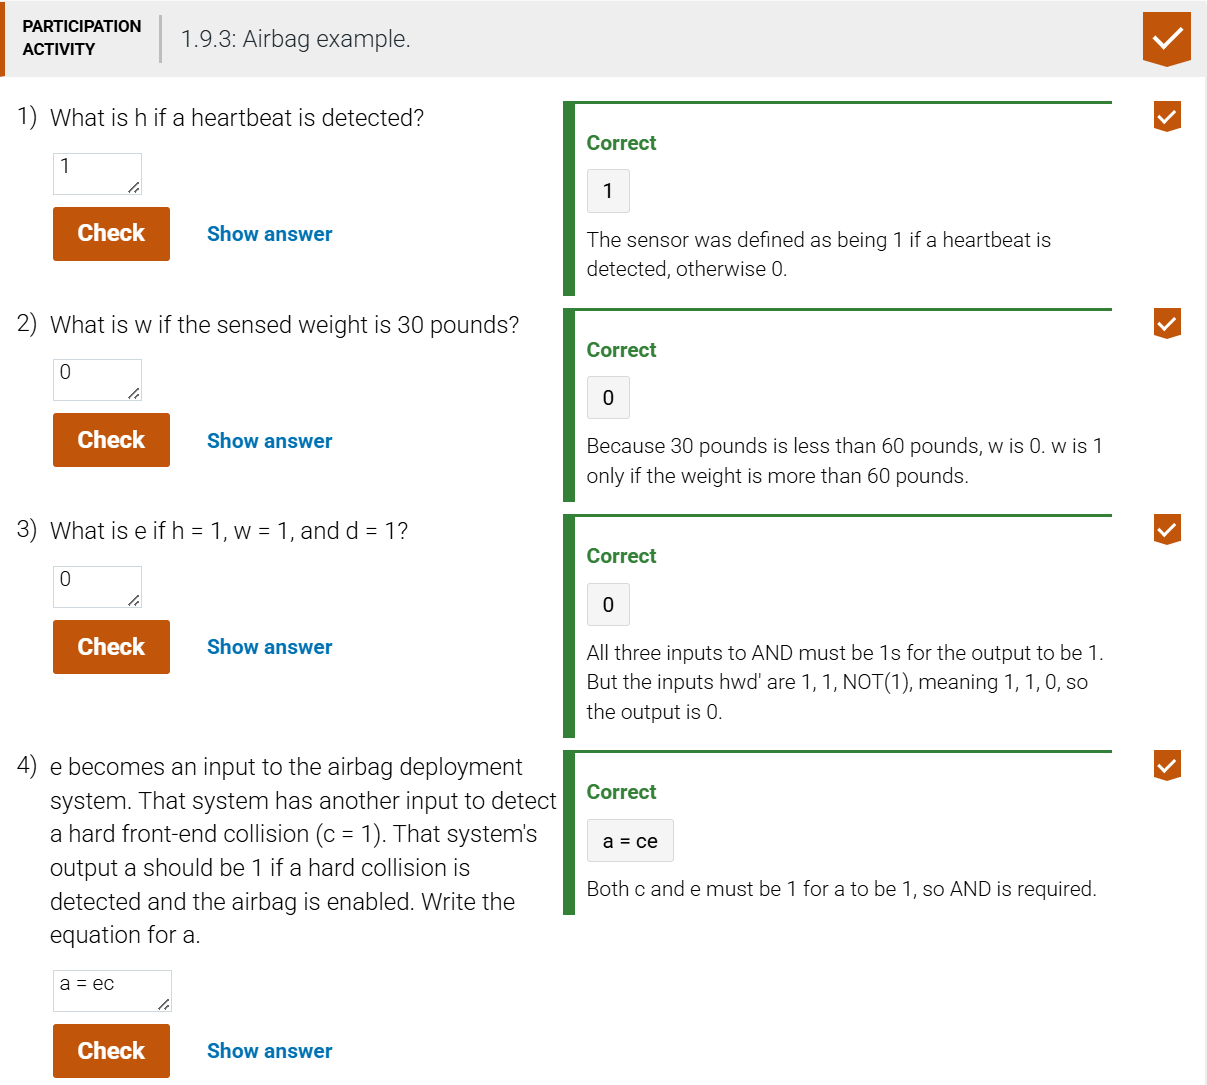 PARTICIPATION
ACTIVITY
1.9.3: Airbag example.
1) What is h if a heartbeat is detected?
1
Check
Show answer
Correct
1
The sensor was defined as being 1 if a heartbeat is
detected, otherwise 0.
2) What is w if the sensed weight is 30 pounds?
0
Check
Show answer
Correct
0
Because 30 pounds is less than 60 pounds, w is 0. w is 1
only if the weight is more than 60 pounds.
3) What is e if h = 1, w = 1, and d = 1?
0
Check
Show answer
Correct
0
All three inputs to AND must be 1s for the output to be 1.
But the inputs hwd' are 1, 1, NOT(1), meaning 1, 1, 0, so
the output is 0.
4) e becomes an input to the airbag deployment
system. That system has another input to detect
a hard front-end collision (c = 1). That system's
output a should be 1 if a hard collision is
detected and the airbag is enabled. Write the
equation for a.
a = ec
Check
Show answer
Correct
a = ce
Both c and e must be 1 for a to be 1, so AND is required.